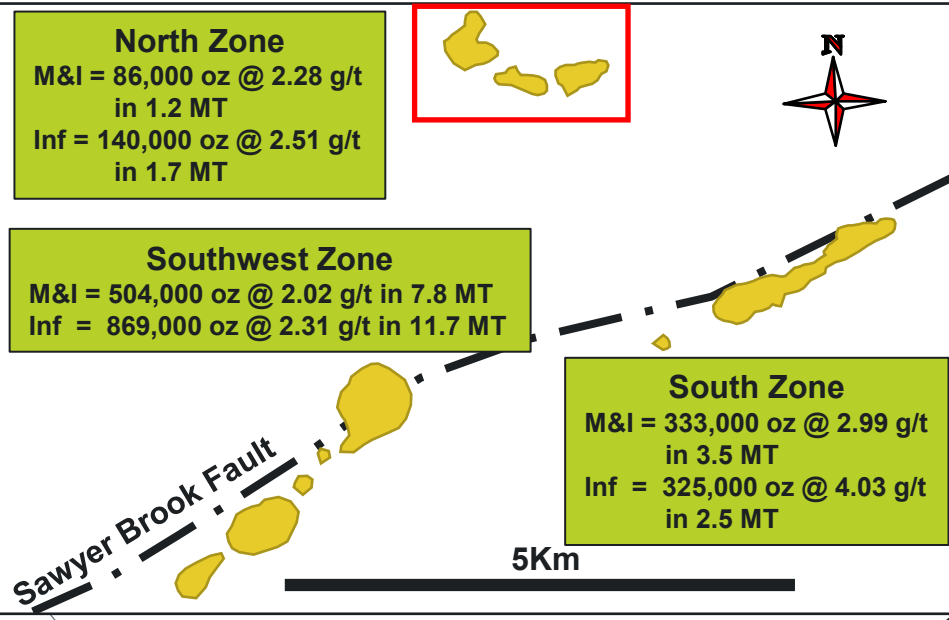 North Zone
M&I = 86,000 oz @ 2.28 g/t
in 1.2 MT
Inf = 140,000 oz @ 2.51 g/t
in 1.7 MT
N
Southwest Zone
M&I = 504,000 oz @ 2.02 g/t in 7.8 MT
Inf = 869,000 oz @ 2.31 g/t in 11.7 MT
South Zone
M&I = 333,000 oz @ 2.99 g/t
in 3.5 MT
Inf = 325,000 oz @ 4.03 g/t
in 2.5 MT
Sawyer Brook Fault
5Km